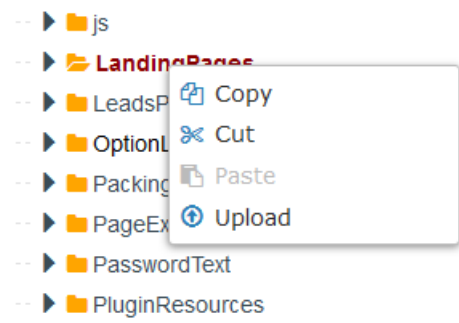 js
LandingPages
LeadsP
Copy
OptionL
Cut
Packing
Paste
PageEx
Upload
PasswordText
PluginResources